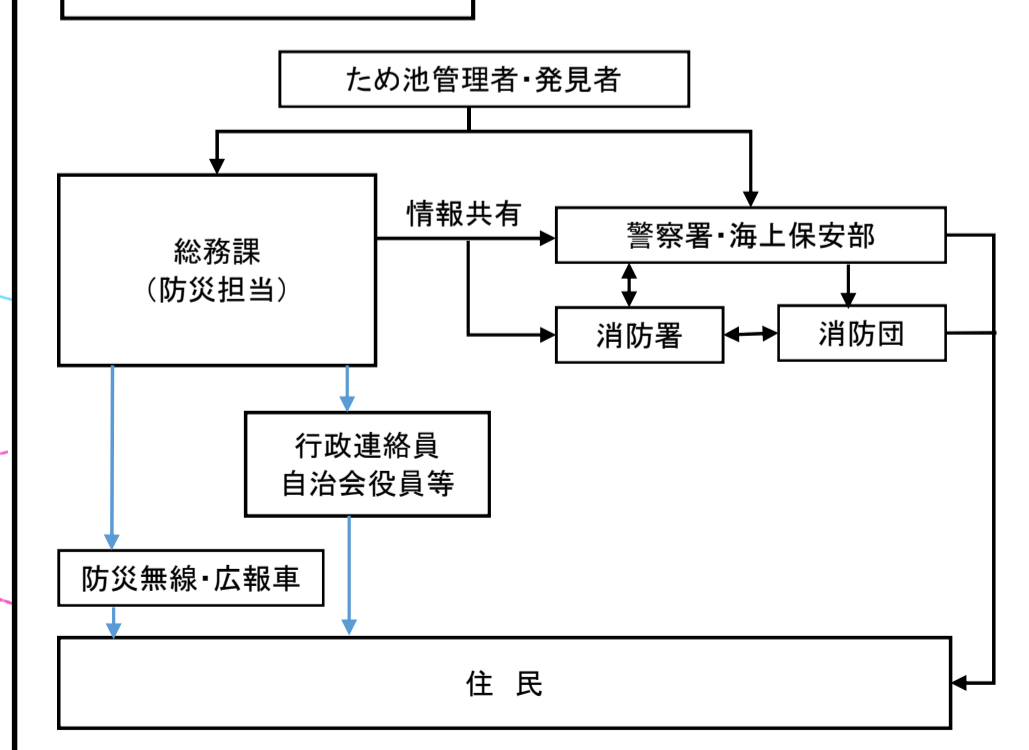 ため池管理者・発見者
情報共有
総務課
（防災担当）
警察署・海上保安部
消防署
消防団
行政連絡員
自治会役員等
防災無線・広報車
住　民